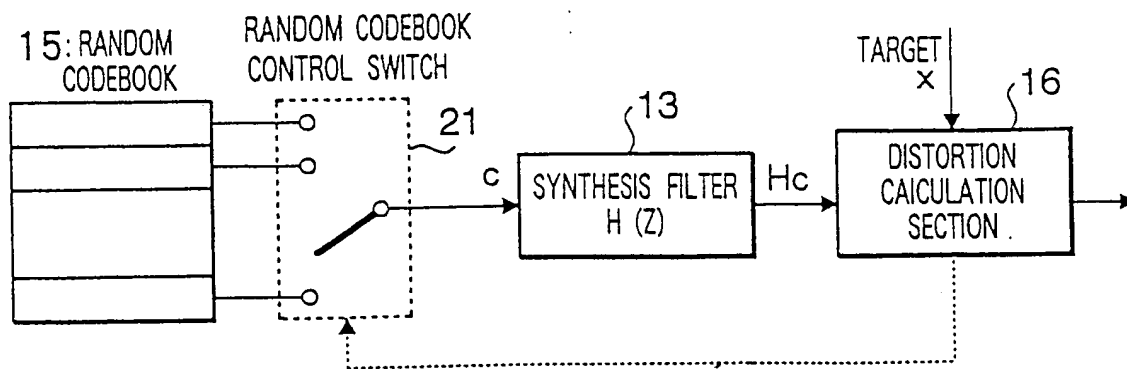 15: RANDOM
CODEBOOK
RANDOM CODEBOOK
CONTROL SWITCH
21
c
13
SYNTHESIS FILTER
H (Z)
Hc
TARGET
x
16
DISTORTION
CAICULATION
SECTION.